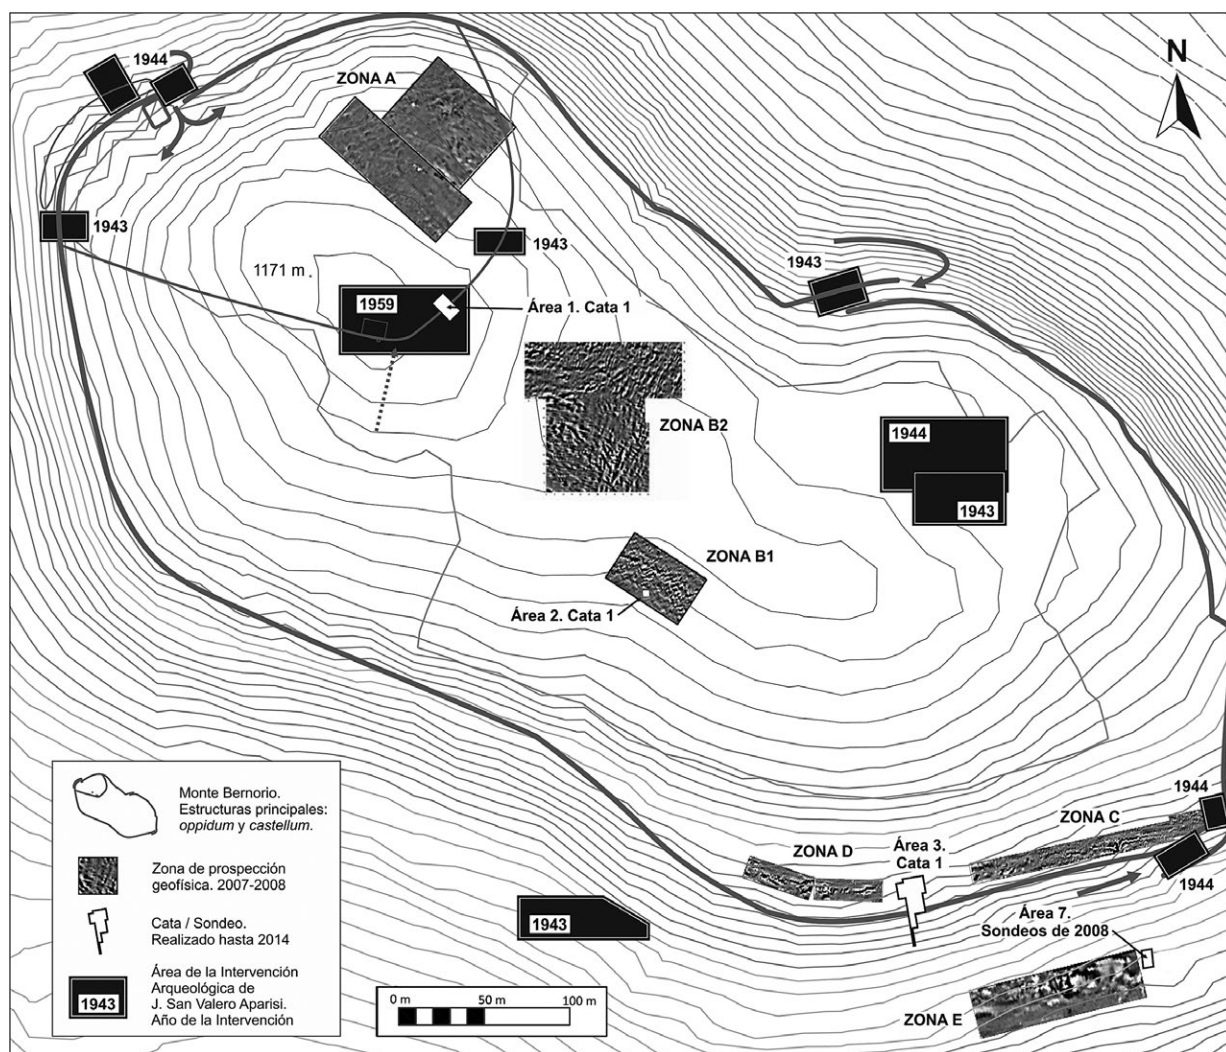 1944
N
ZONA A
1943
1943
1943
1171 m .
1959
Área 1. Cata 1
ZONA B2
1944
1943
ZONA B1
Área 2. Cata 1
1944
ZONA C
ZONA D
Área 3.
Cata 1
1944
1943
Área 7.
Sondeos de 2008
ZONA E
Monte Bernorio.
Estructuras principales:
oppidum y castellum.
Zona de prospección
geofísica. 2007-2008
Cata / Sondeo.
Realizado hasta 2014
1943
Área de la Intervención
Arqueológica de
J. San Valero Aparisi.
Año de la Intervención
0 m 50 m 100 m